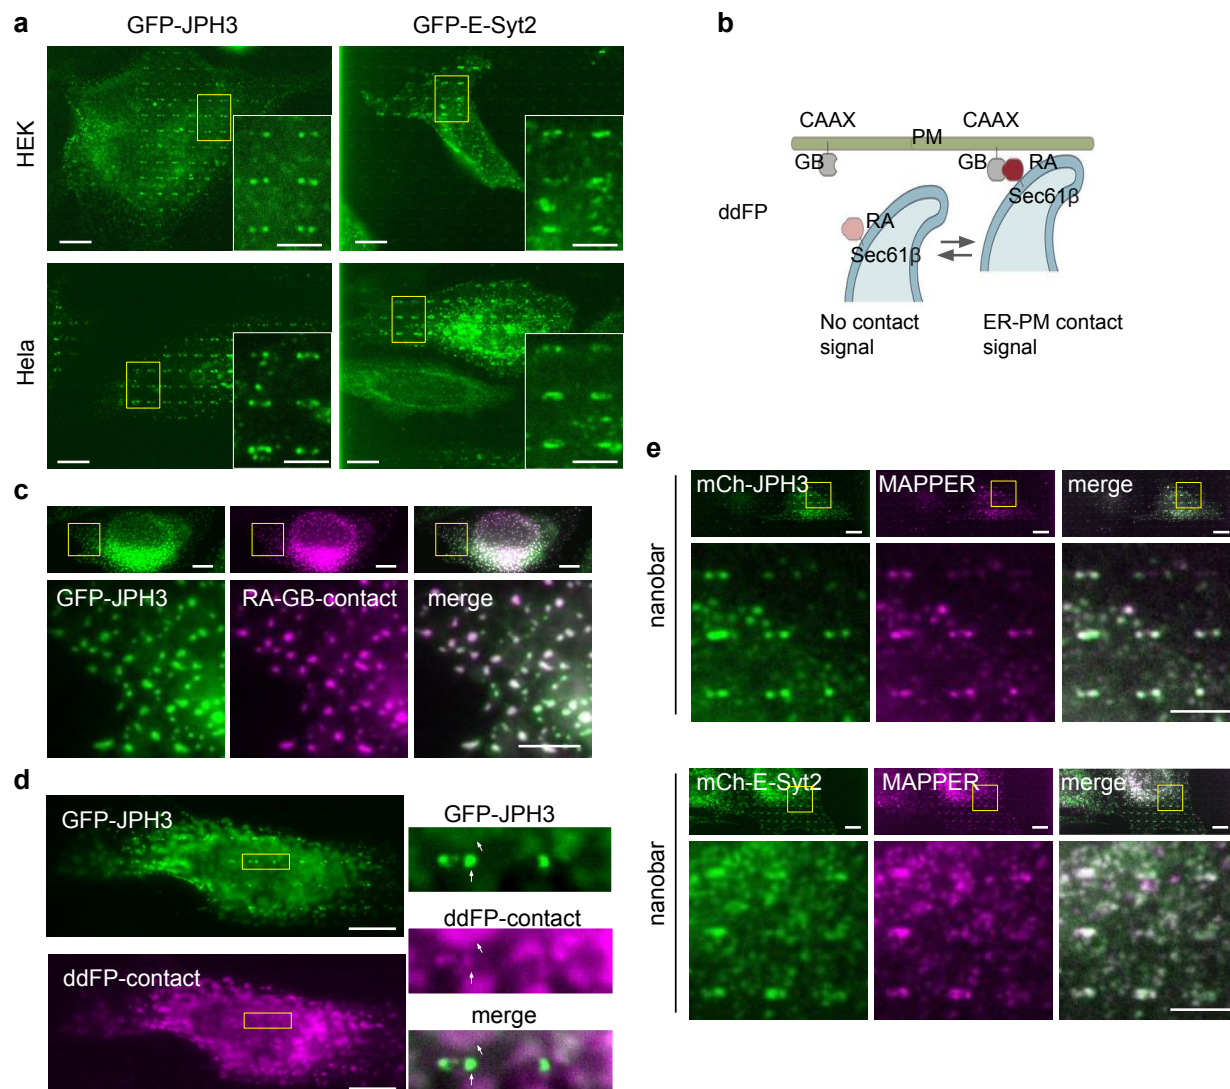 a
GFP-JPH3
GFP-E-Syt2
HEK
Hela
b
CAAX
CAAX
PM
GB
GB
RA
Sec61β
ddFP
RA
Sec61β
No contact
signal
ER-PM contact
signal
c
GFP-JPH3
RA-GB-contact
merge
d
GFP-JPH3
ddFP-contact
GFP-JPH3
ddFP-contact
merge
e
mCh-JPH3
MAPPER
merge
nanobar
mCh-E-Syt2
MAPPER
merge
nanobar